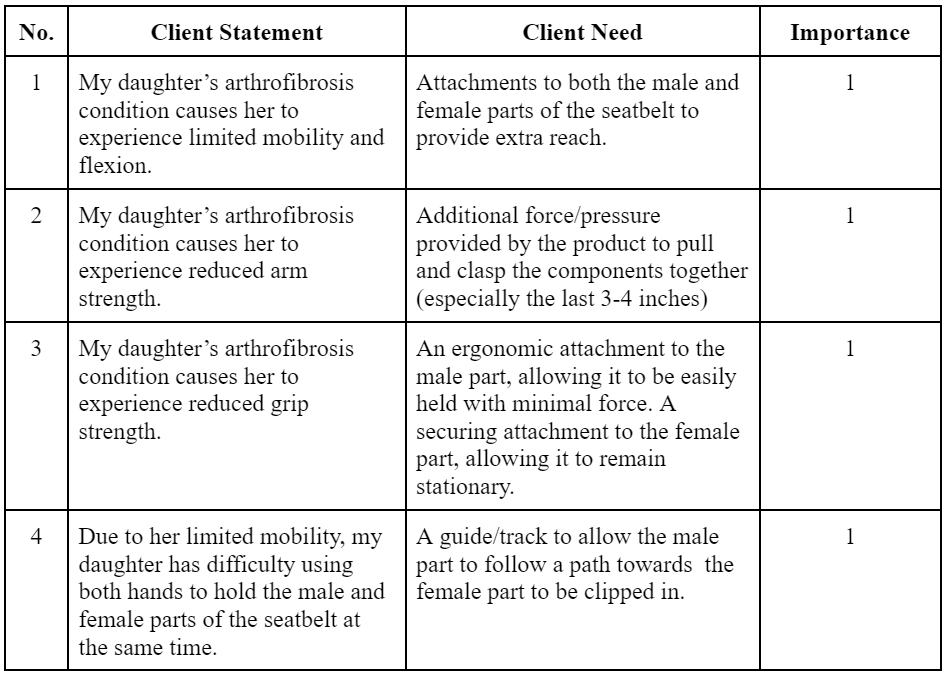 No. Client Statement Client Need Importance
1 My daughter’s arthrofibrosis Attachments to both the male and 1
condition causes her to female parts of the seatbelt to
experience limited mobility and provide extra reach.
flexion.
2 My daughter’s arthrofibrosis Additional force/pressure 1
condition causes her to provided by the product to pull
experience reduced arm and clasp the components together
strength. (especially the last 3-4 inches)
3 My daughter’s arthrofibrosis An ergonomic attachment to the 1
condition causes her to male part, allowing it to be easily
experience reduced grip held with minimal force. A
strength. securing attachment to the female
part, allowing it to remain
stationary.
4 Due to her limited mobility, my A guide/track to allow the male 1
daughter has difficulty using part to follow a path towards  the
both hands to hold the male and female part to be clipped in.
female parts of the seatbelt at
the same time.